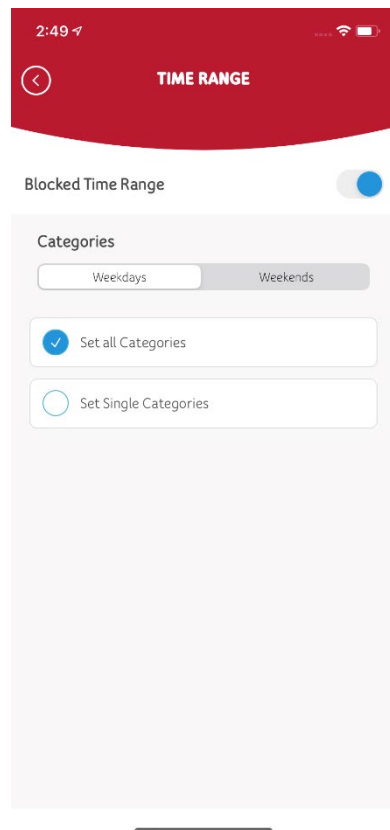 2:49
TIME RANGE
Blocked Time Range
Categories
Weekdays Weekends
Set all Categories
Set Single Categories